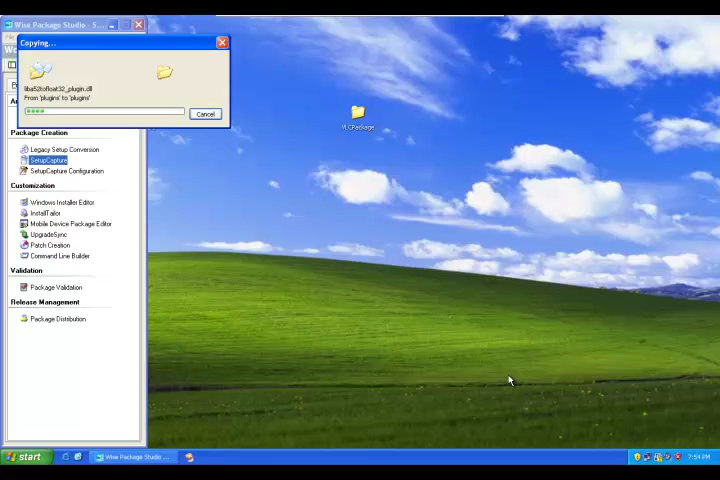 Wise Package Studio - S...
Copying...
liba52tofloat32_plugin.dll
From 'plugins' to 'plugins'
Cancel
Package Creation
Legacy Setup Conversion
SetupCapture
SetupCapture Configuration
Customization
Windows Installer Editor
InstallTailor
Mobile Device Package Editor
UpgradeSync
Patch Creation
Command Line Builder
Validation
Package Validation
Release Management
Package Distribution
VLCPackage
start
Wise Package Studio ...
7:54 PM